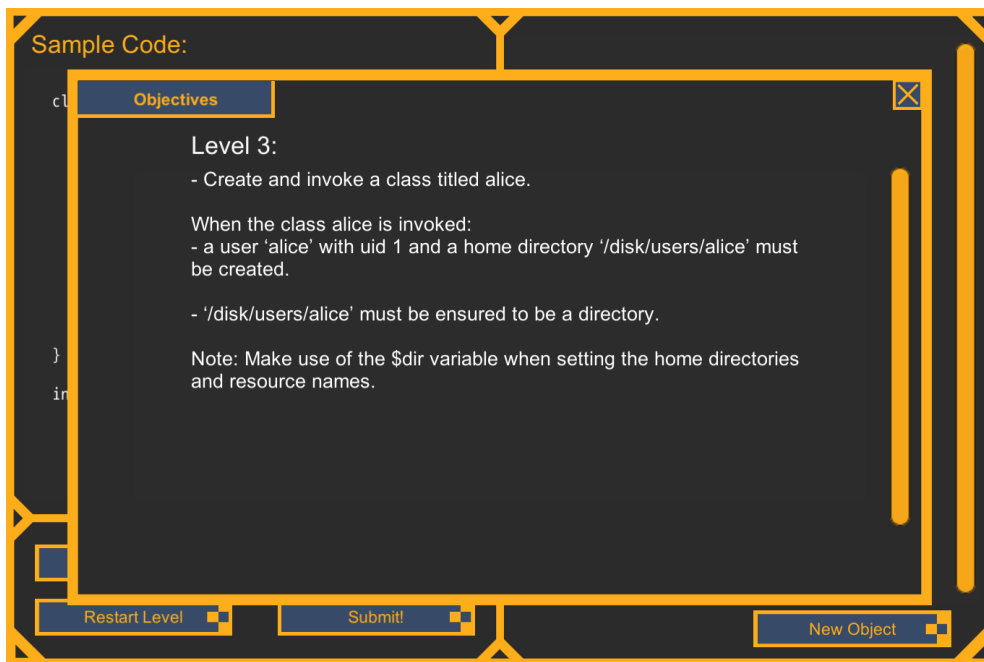 Sample Code:
cl
Objectives
Level 3:
- Create and invoke a class titled alice.
When the class alice is invoked:
- a user ‘alice’ with uid 1 and a home directory ‘/disk/users/alice’ must
be created.
- ‘/disk/users/alice’ must be ensured to be a directory.
}
Note: Make use of the $dir variable when setting the home directories
and resource names.
in
Restart Level
Submit!
New Object